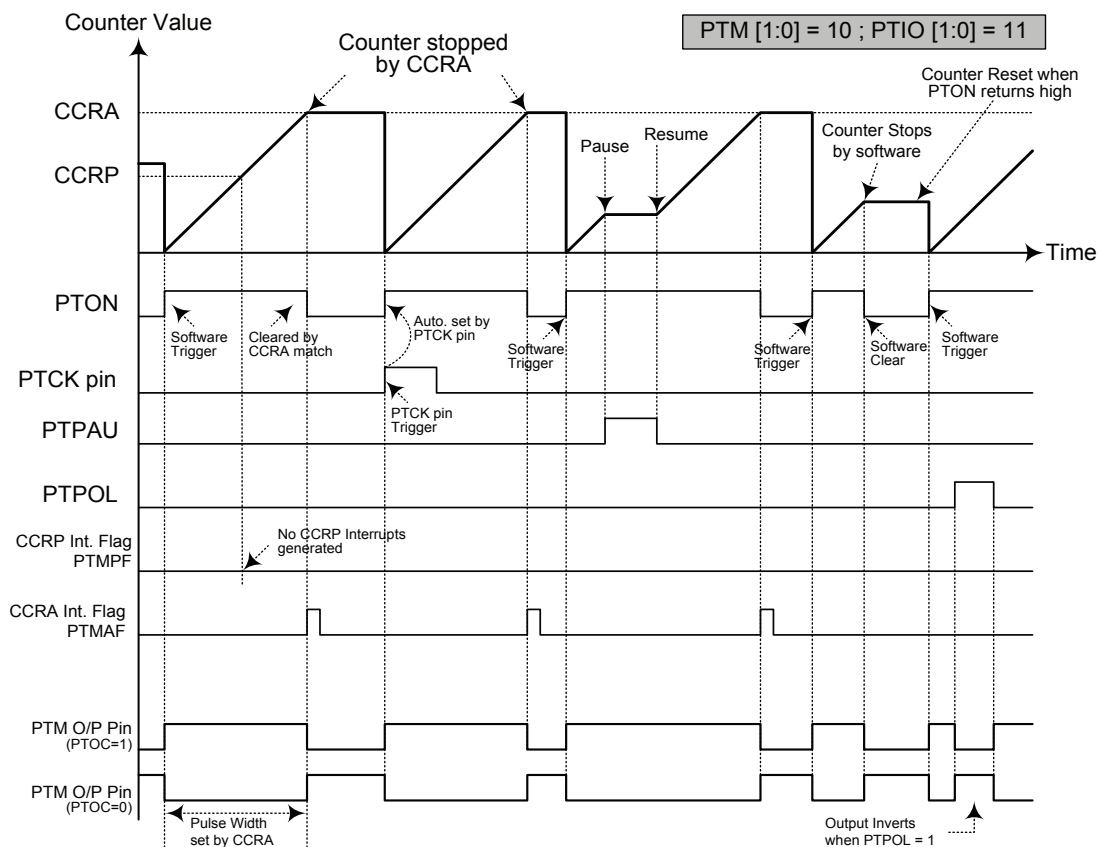 Counter Value
PTM [1:0] = 10 ; PTIO [1:0] = 11
Counter stopped
by CCRA
Counter Reset when
PTON returns high
CCRA
Pause
Resume
Counter Stops
by software
CCRP
Time
PTON
Software
Trigger
Cleared by
CCRA match
Auto. set by
PTCK pin
Software
Trigger
Software
Trigger
Software
Clear
Software
Trigger
PTCK pin
PTCK pin
Trigger
PTPAU
PTPOL
No CCRP Interrupts
generated
CCRP Int. Flag
PTMPF
CCRA Int. Flag
PTMAF
PTM O/P Pin
(PTOC=1)
PTM O/P Pin
(PTOC=0)
Pulse Width
set by CCRA
Output Inverts
when PTPOL = 1